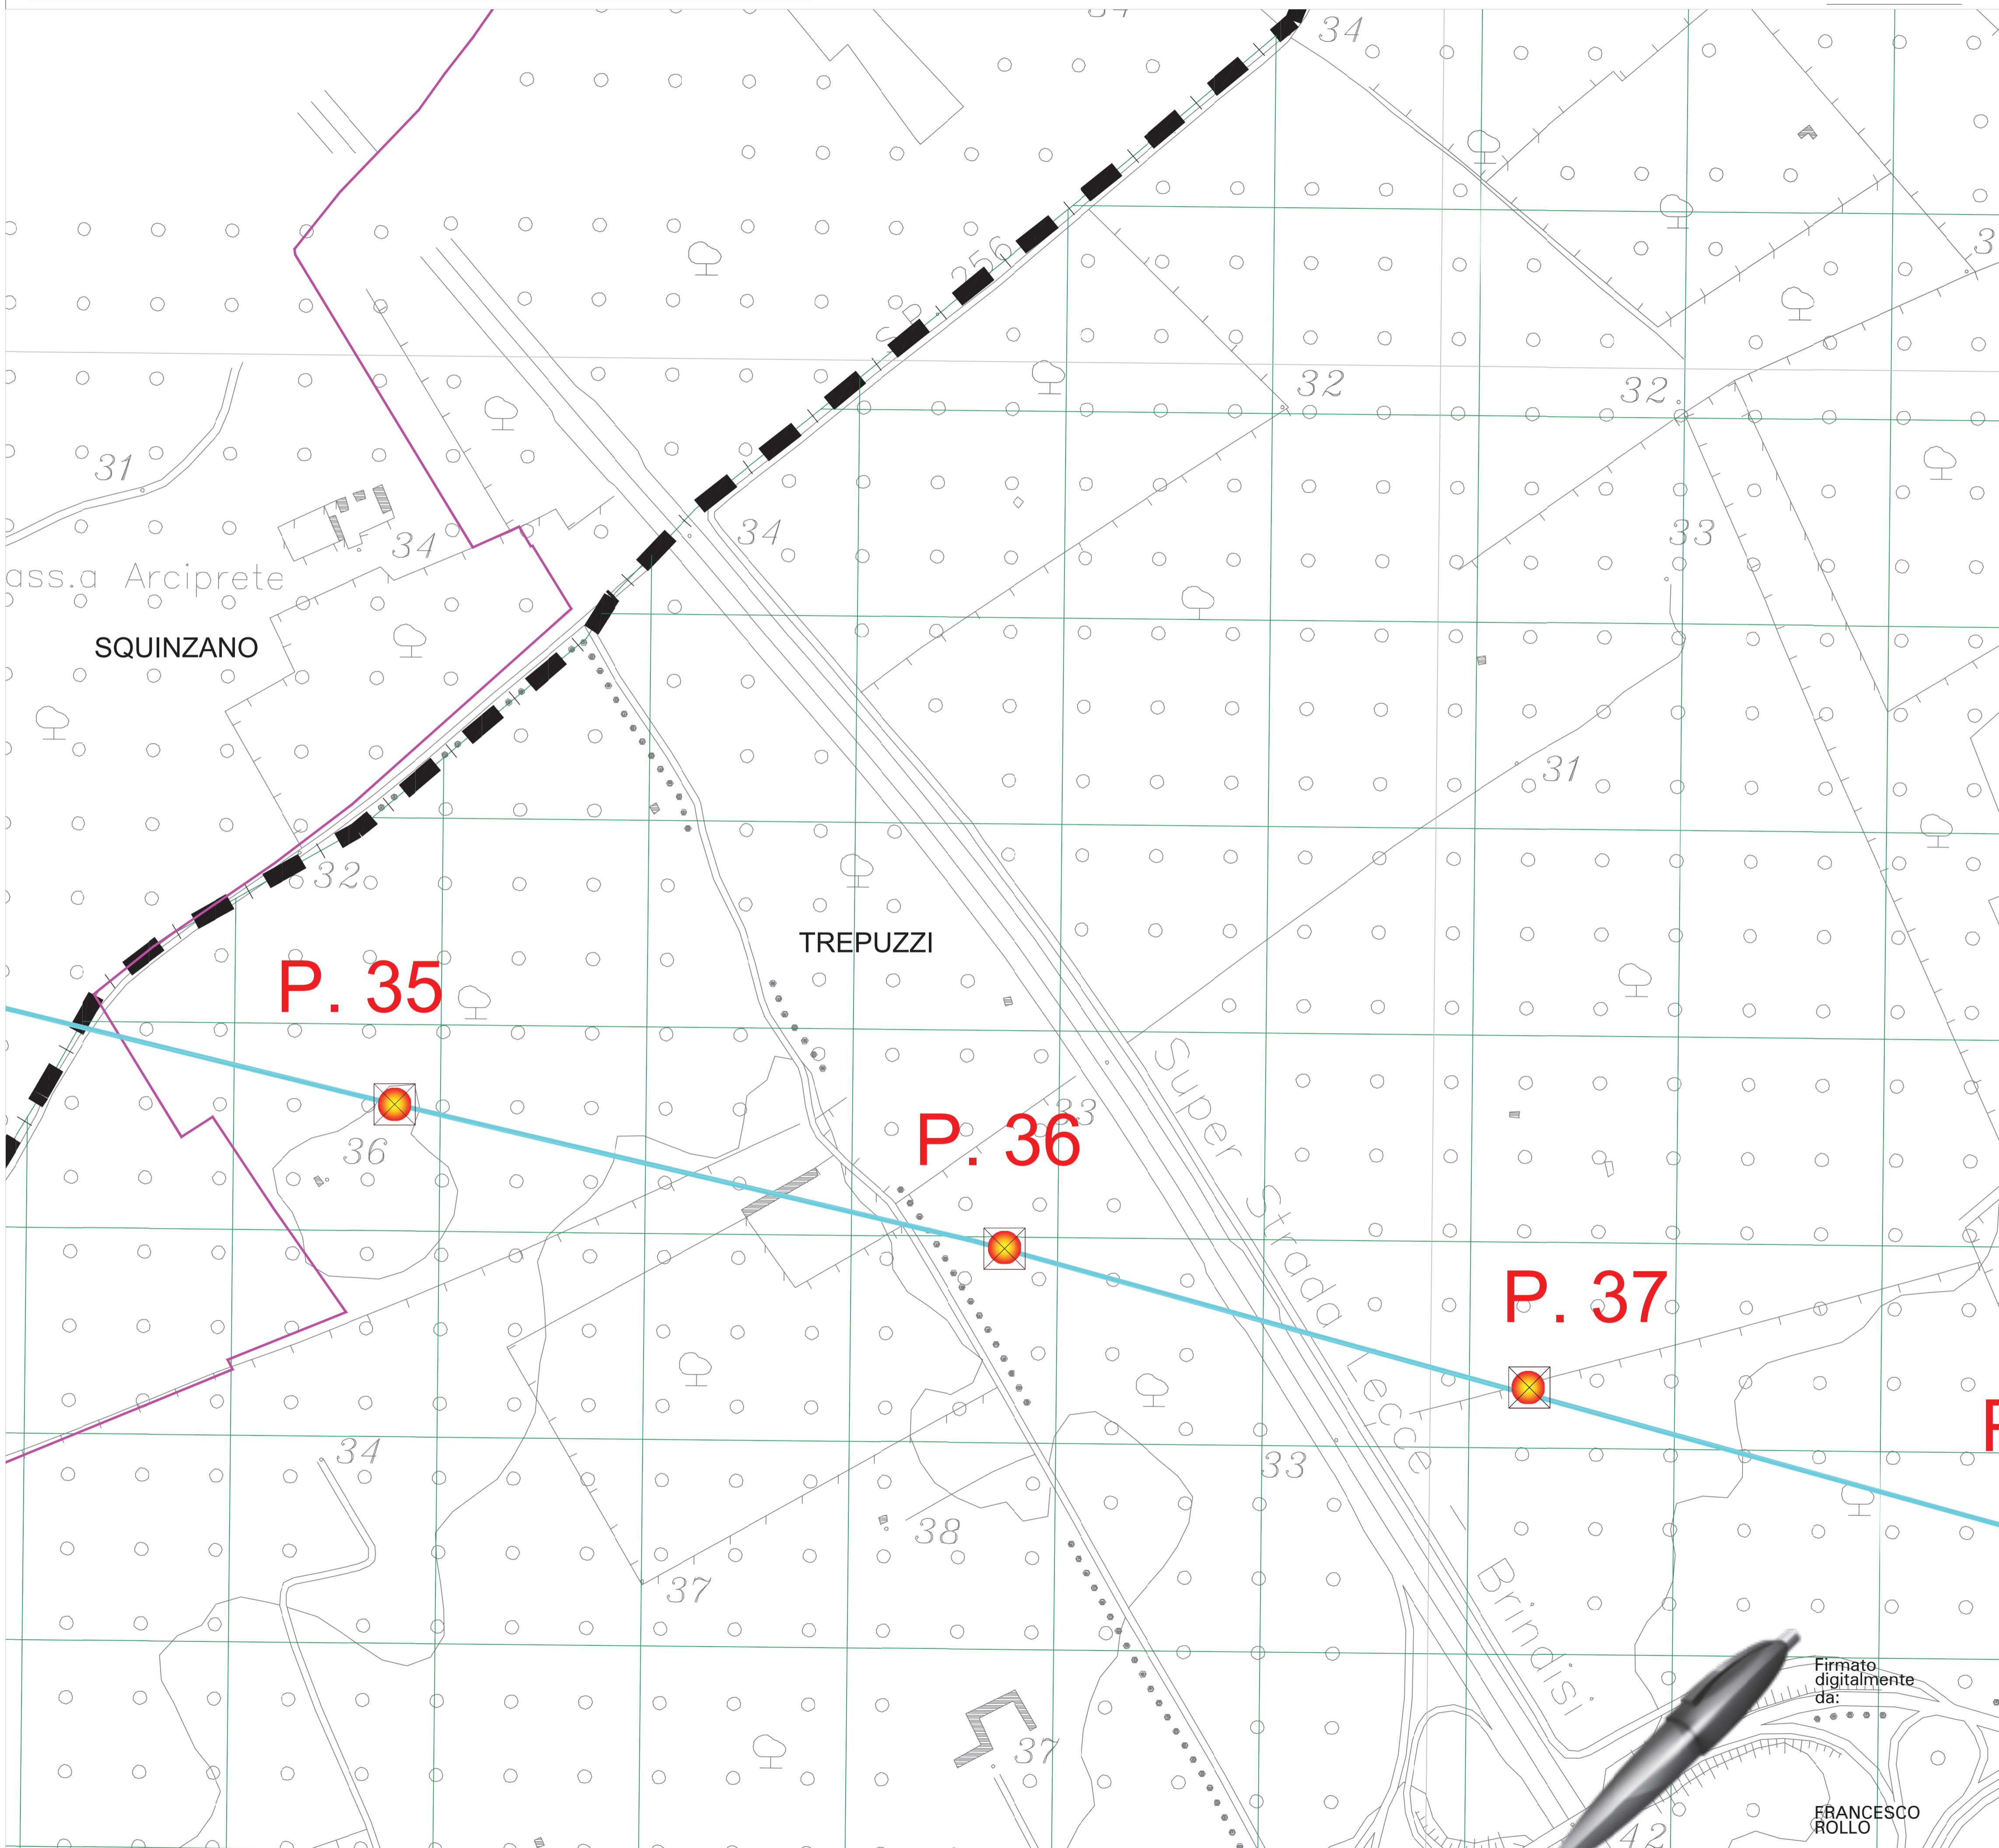 34
32
32
31
34
34
33
ass.a Arciprete
SQUINZANO
31
32
TREPUZZI
P. 35
33
P. 36
36
Super Strada Lecce Brindisi
P. 37
34
33
38
37
37
42
Firmato
digitalmente
da:
FRANCESCO
ROLLO